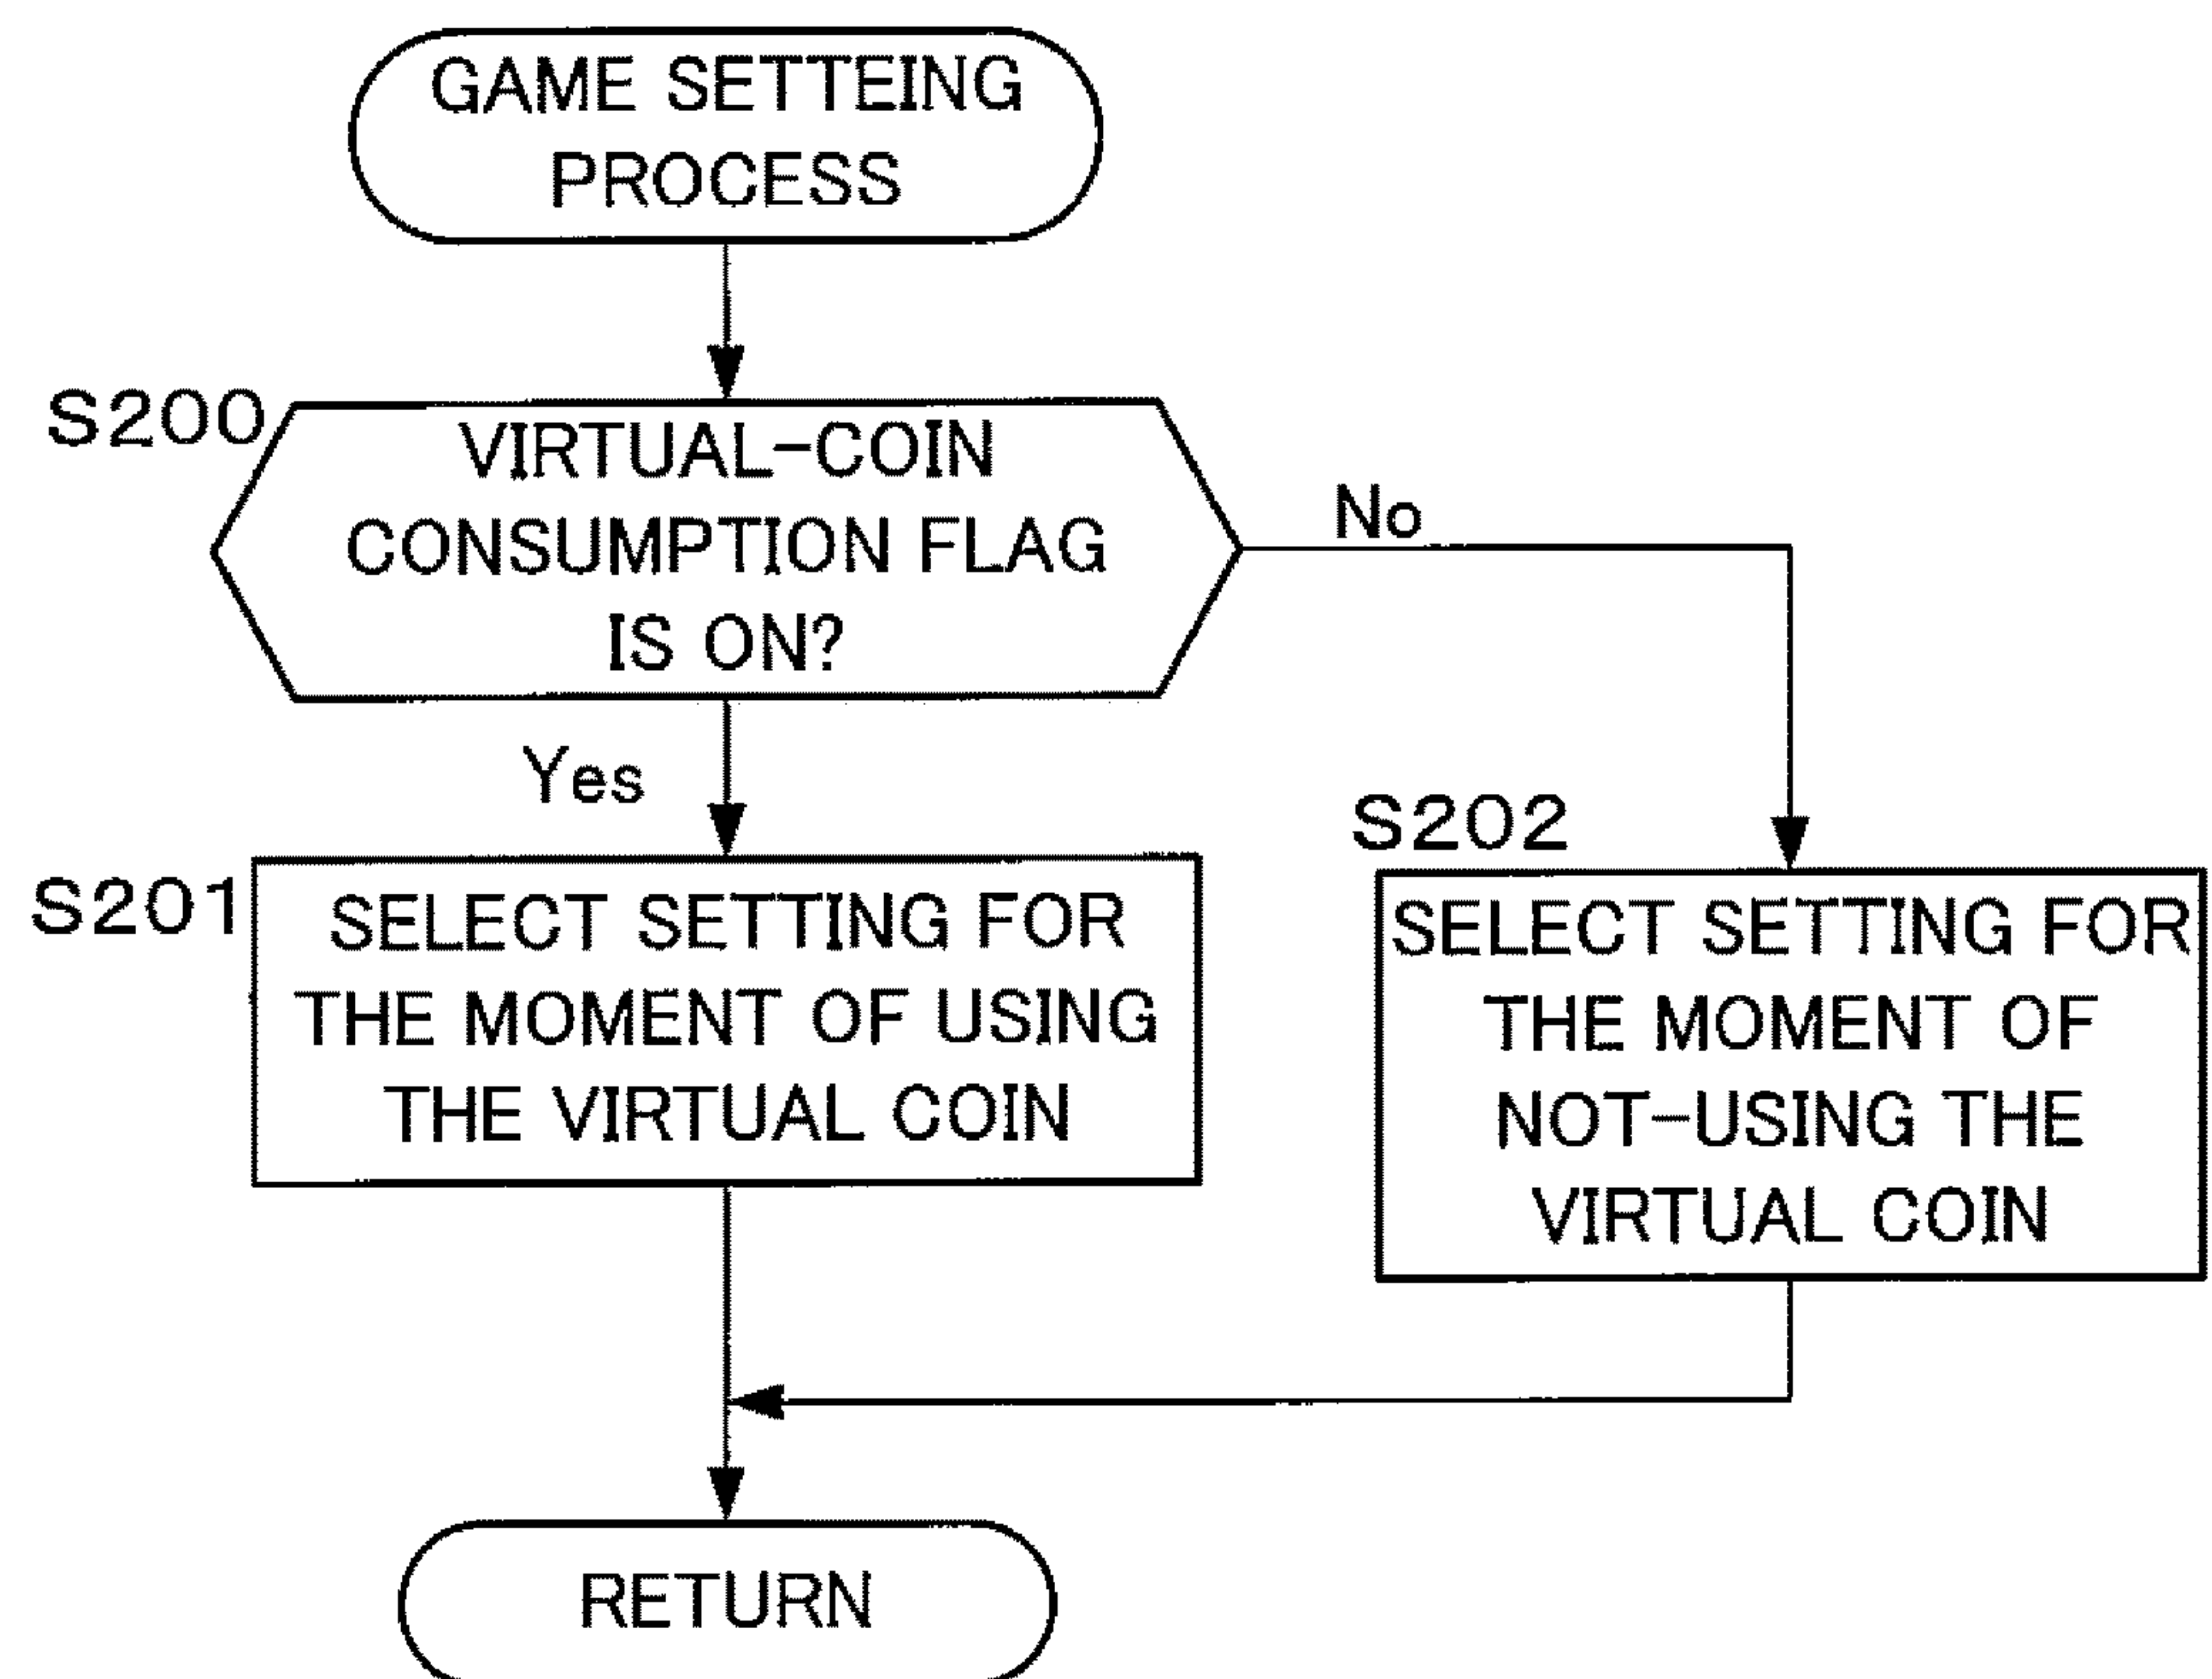 GAME SETTEING
PROCESS
S200
VIRTUAL-COIN
CONSUMPTION FLAG
IS ON?
No
Yes
S201
SELECT SETTING FOR
THE MOMENT OF USING
THE VIRTUAL COIN
S202
SELECT SETTING FOR
THE MOMENT OF
NOT-USING THE
VIRTUAL COIN
RETURN